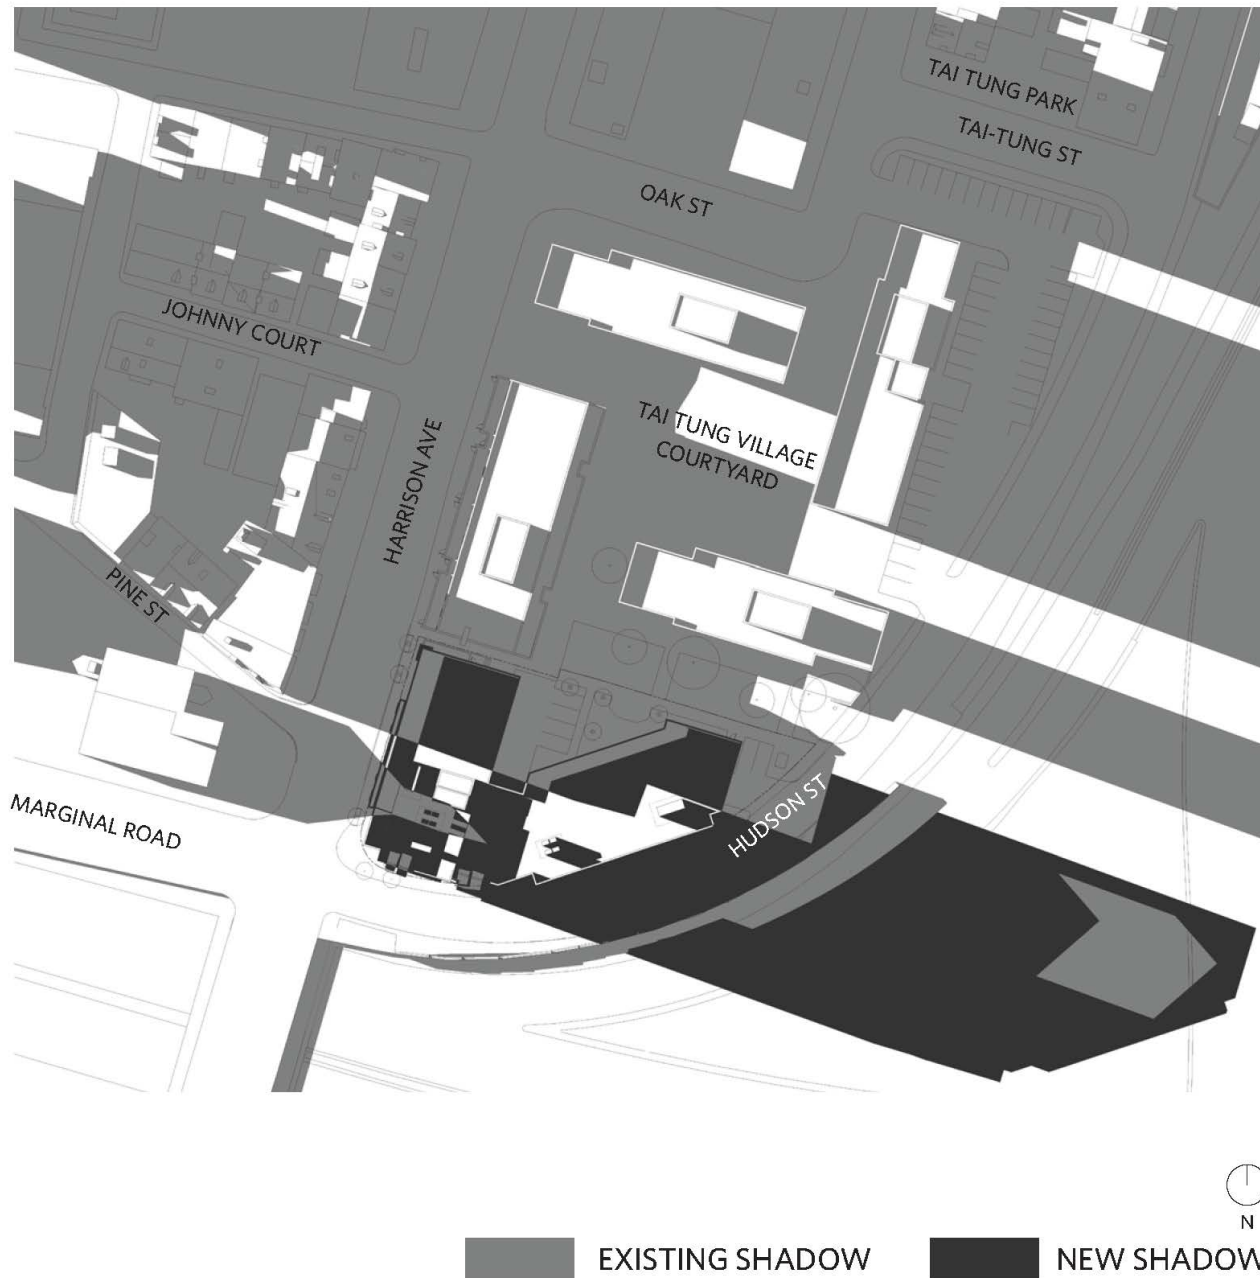 TAI TUNG PARK
TAI-TUNG ST
OAK ST
JOHNNY COURT
HARRISON AVE
TAI TUNG VILLAGE
COURTYARD
PINE ST
HUDSON ST
MARGINAL ROAD
N
EXISTING SHADOW
NEW SHADOW